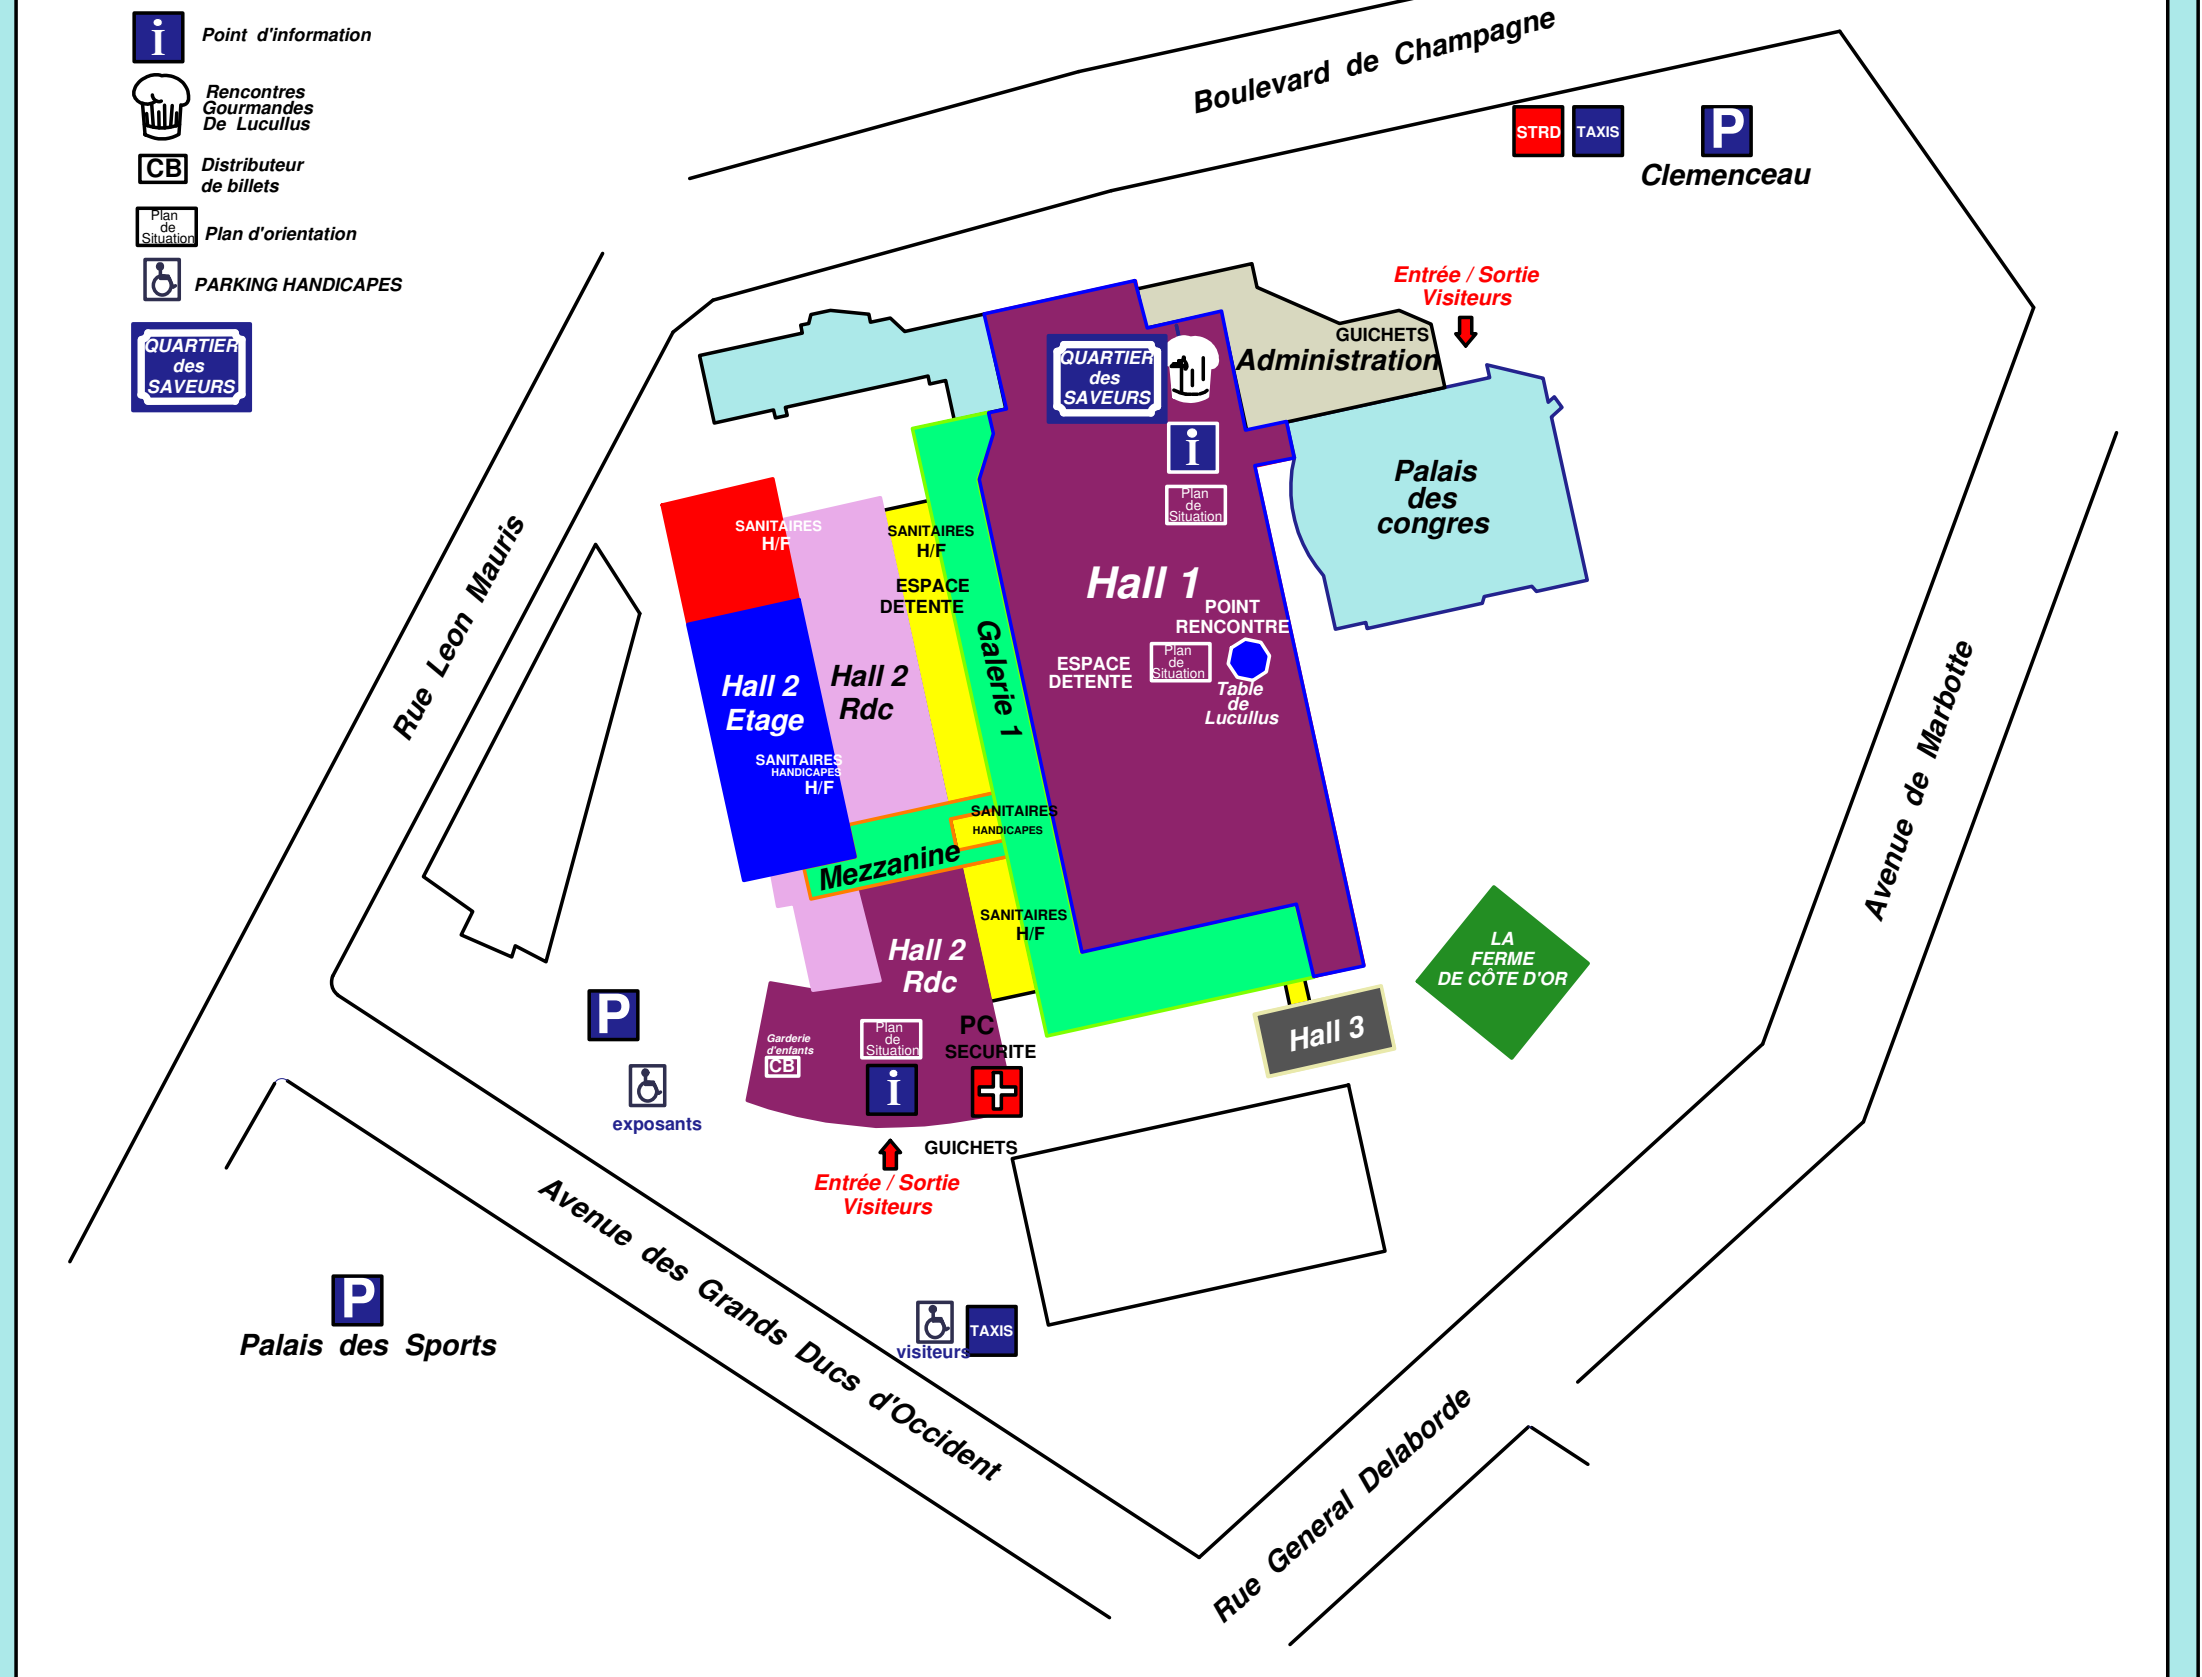 i
Point d'information
Rencontres
Gourmandes
De Lucullus
CB
Distributeur
de billets
Plan
de
Situation
Plan d'orientation
PARKING HANDICAPES
QUARTIER
des
SAVEURS
Boulevard de Champagne
STRD
TAXIS
P
Clemenceau
Entrée / Sortie
Visiteurs
GUICHETS
Administration
QUARTIER
des
SAVEURS
i
Plan
de
Situation
Palais
des
congres
Hall 1
POINT
RENCONTRE
ESPACE
DETENTE
Plan
de
Situation
Table
de
Lucullus
Galerie 1
SANITAIRES
H/F
ESPACE
DETENTE
SANITAIRES
H/F
Hall 2
Rdc
Hall 2
Etage
SANITAIRES
HANDICAPES
H/F
SANITAIRES
HANDICAPES
Mezzanine
SANITAIRES
H/F
Hall 2
Rdc
PC
SECURITE
Plan
de
Situation
i
Garderie
d'enfants
CB
GUICHETS
Entrée / Sortie
Visiteurs
Hall 3
LA
FERME
DE CÔTE D'OR
Rue Leon Mauris
Avenue de Marbotte
P
exposants
Avenue des Grands Ducs d'Occident
P
Palais des Sports
visiteurs
TAXIS
Rue General Delaborde